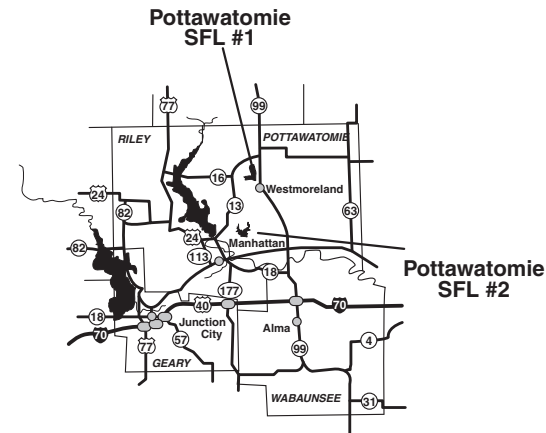 Pottawatomie
SFL #1
77
99
RILEY
POTTAWATOMIE
16
Westmoreland
24
82
13
63
24
Manhattan
82
113
18
Pottawatomie
SFL #2
177
40
70
18
Junction
City
Alma
70
77
57
99
4
GEARY
WABAUNSEE
31